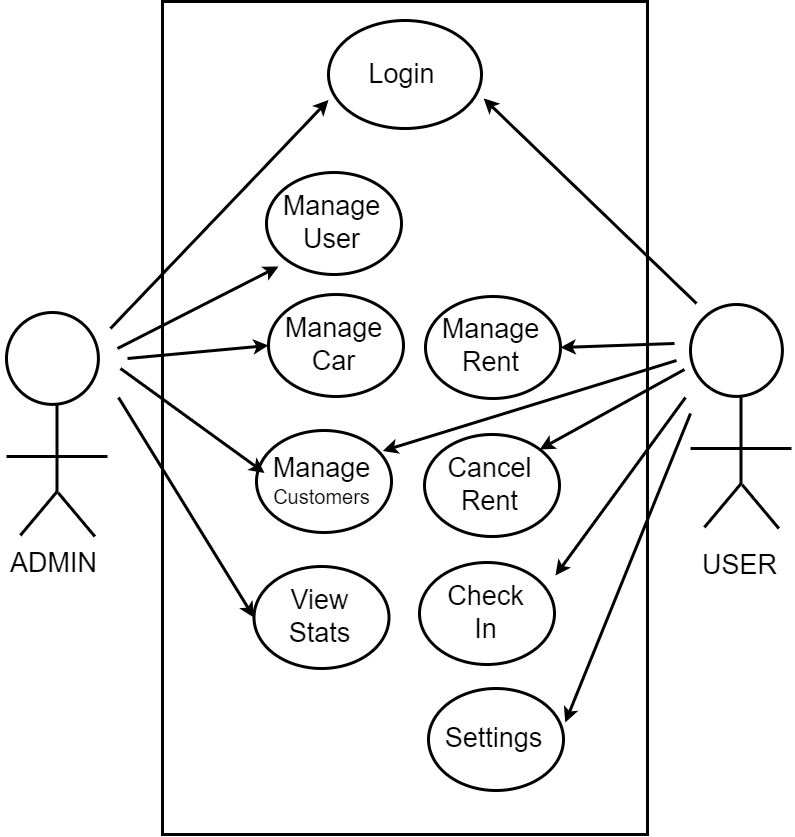 Login
Manage
User
Manage
Car
Manage
Rent
Manage
Customers
Cancel
Rent
ADMIN
USER
View
Stats
Check
In
Settings